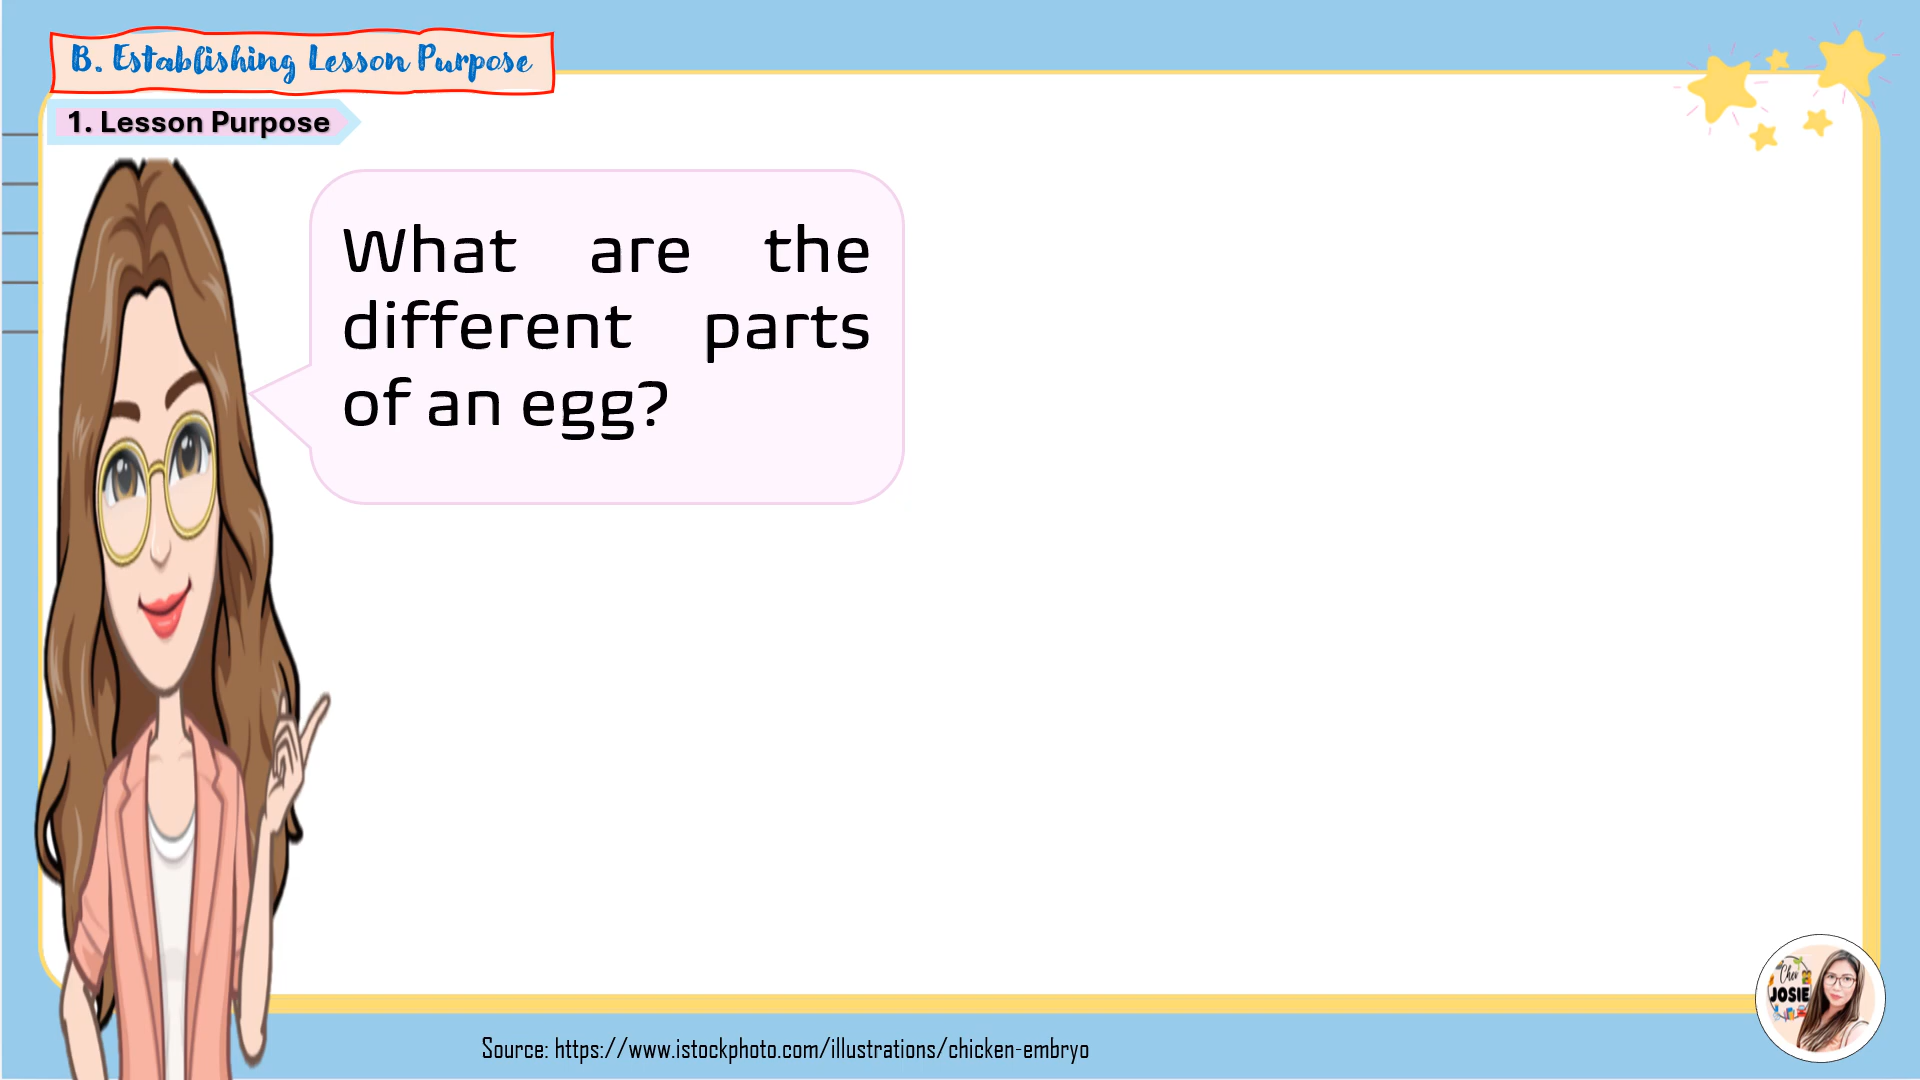 B. Establishing Lesson Purpose
1. Lesson Purpose
What are the
different parts
of an egg?
Cher
JOSIE
Source: https://www.istockphoto.com/illustrations/chicken-embryo